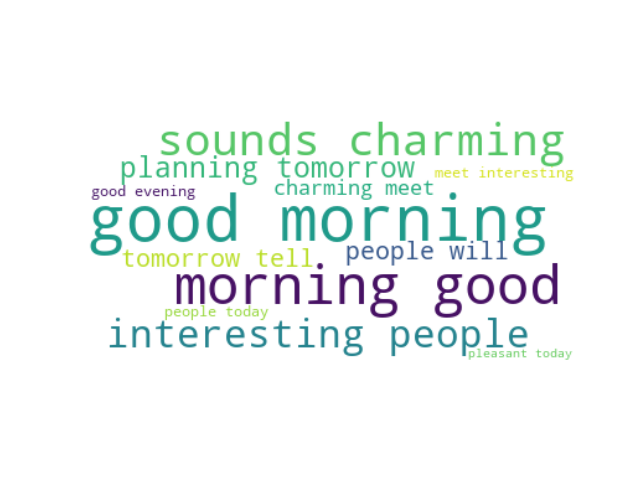 sounds charming
planning tomorrow
meet interesting
good evening
charming meet
good morning
people will
tomorrow tell
morning good
people today
interesting people
pleasant today